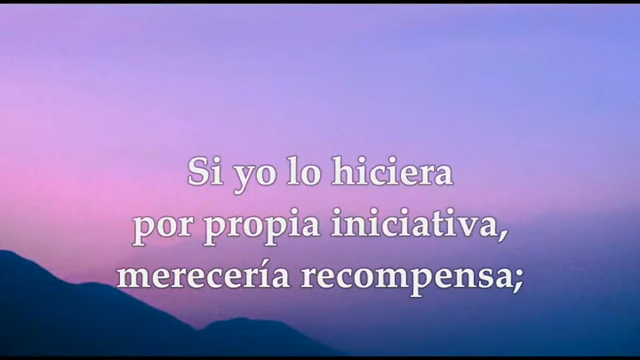 Si yo lo hiciera
por propia iniciativa,
merecería recompensa;